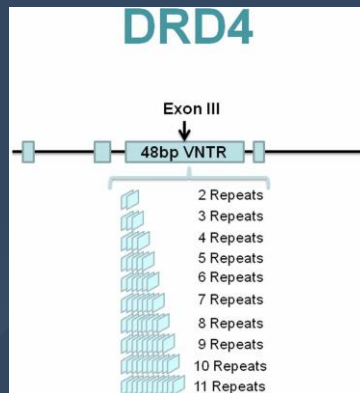 DRD4
Exon III
48bp VNTR
2 Repeats
3 Repeats
4 Repeats
5 Repeats
6 Repeats
7 Repeats
8 Repeats
9 Repeats
10 Repeats
11 Repeats